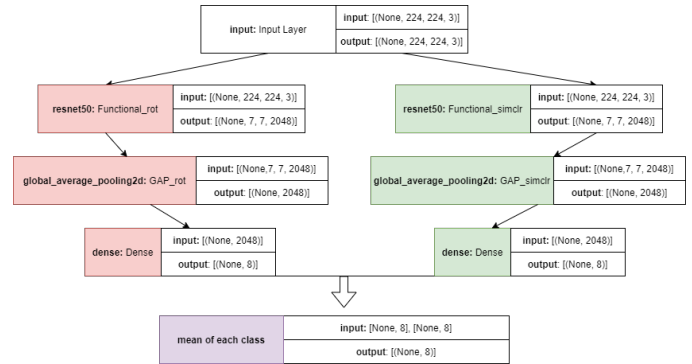 input: Input Layer
input: [(None, 224, 224, 3)]
output: [(None, 224, 224, 3)]
resnet50: Functional_rot
input: [(None, 224, 224, 3)]
output: [(None, 7, 7, 2048)]
resnet50: Functional_simclr
input: [(None, 224, 224, 3)]
output: [(None, 7, 7, 2048)]
global_average_pooling2d: GAP_rot
input: [(None,7, 7, 2048)]
output: [(None, 2048)]
global_average_pooling2d: GAP_simclr
input: [(None,7, 7, 2048)]
output: [(None, 2048)]
dense: Dense
input: [(None, 2048)]
output: [(None, 8)]
dense: Dense
input: [(None, 2048)]
output: [(None, 8)]
mean of each class
input: [None, 8], [None, 8]
output: [(None, 8)]